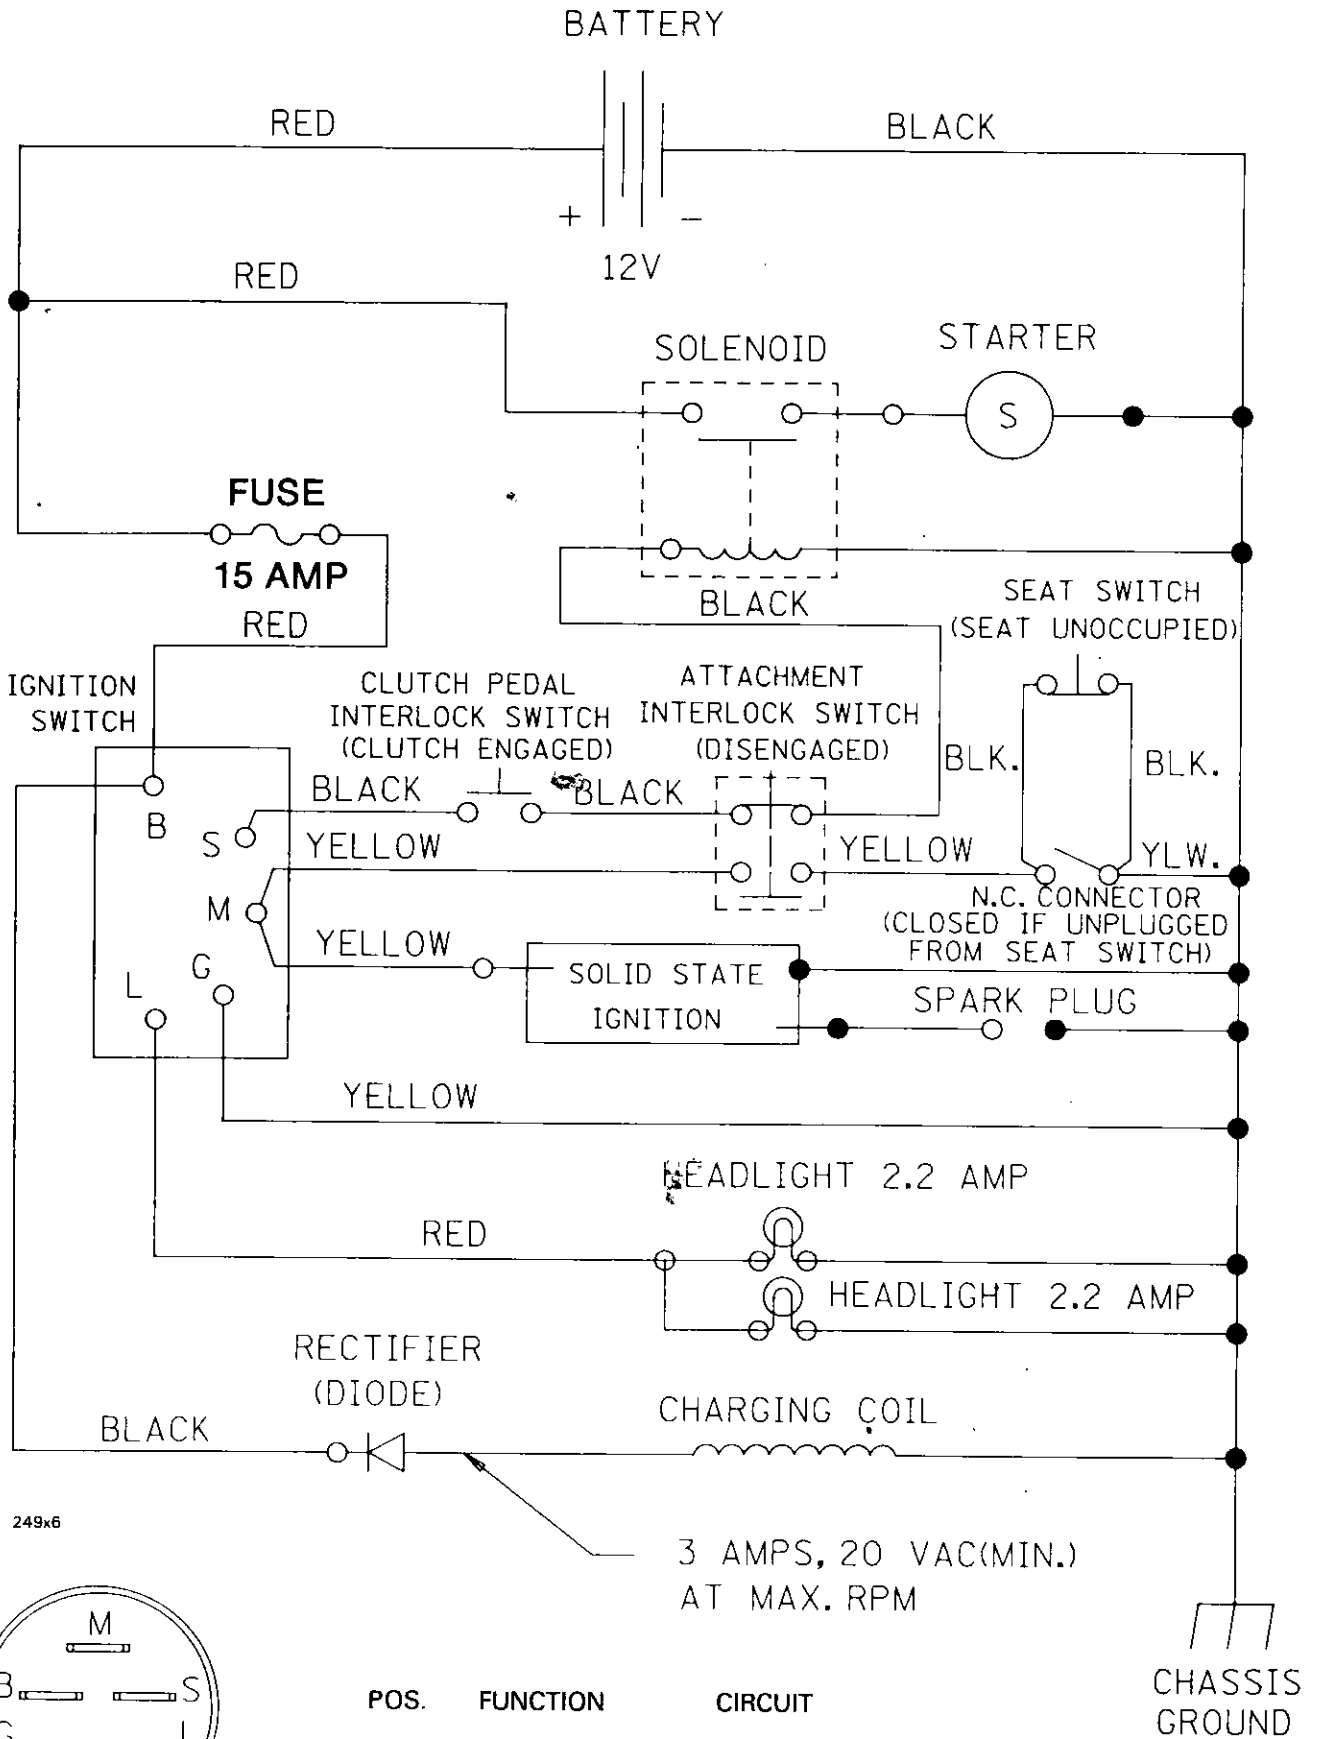 BATTERY
RED
BLACK
+
−
12V
RED
SOLENOID
STARTER
S
FUSE
15 AMP
RED
BLACK
SEAT SWITCH
(SEAT UNOCCUPIED)
IGNITION
SWITCH
CLUTCH PEDAL
INTERLOCK SWITCH
(CLUTCH ENGAGED)
ATTACHMENT
INTERLOCK SWITCH
(DISENGAGED)
BLK.
BLK.
BLACK
BLACK
B
S
YELLOW
YELLOW
YLW.
M
N.C. CONNECTOR
(CLOSED IF UNPLUGGED
FROM SEAT SWITCH)
YELLOW
G
L
SOLID STATE
IGNITION
SPARK PLUG
YELLOW
HEADLIGHT 2.2 AMP
RED
HEADLIGHT 2.2 AMP
RECTIFIER
(DIODE)
CHARGING COIL
BLACK
249x6
3 AMPS, 20 VAC(MIN.)
AT MAX. RPM
M
B
S
G
L
POS. FUNCTION CIRCUIT
CHASSIS
GROUND